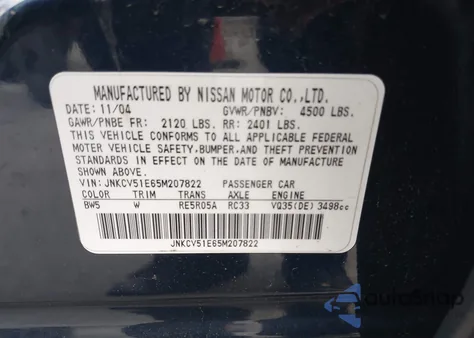 MANUFACTURED BY NISSAN MOTOR CO.,LTD.
DATE: 11/04 GVWR/PNBV: 4500 LBS.
GAWR/PNBE FR: 2120 LBS. RR: 2401 LBS.
THIS VEHICLE CONFORMS TO ALL APPLICABLE FEDERAL
MOTOR VEHICLE SAFETY,BUMPER,AND THEFT PREVENTION
STANDARDS IN EFFECT ON THE DATE OF MANUFACTURE
SHOWN ABOVE.
VIN: JNKCV51E65M207822 PASSENGER CAR
COLOR TRIM TRANS AXLE ENGINE
BW5 W RE5R05A RC33 VQ35(DE) 3498cc
JNKCV51E65M207822
AutoSnap